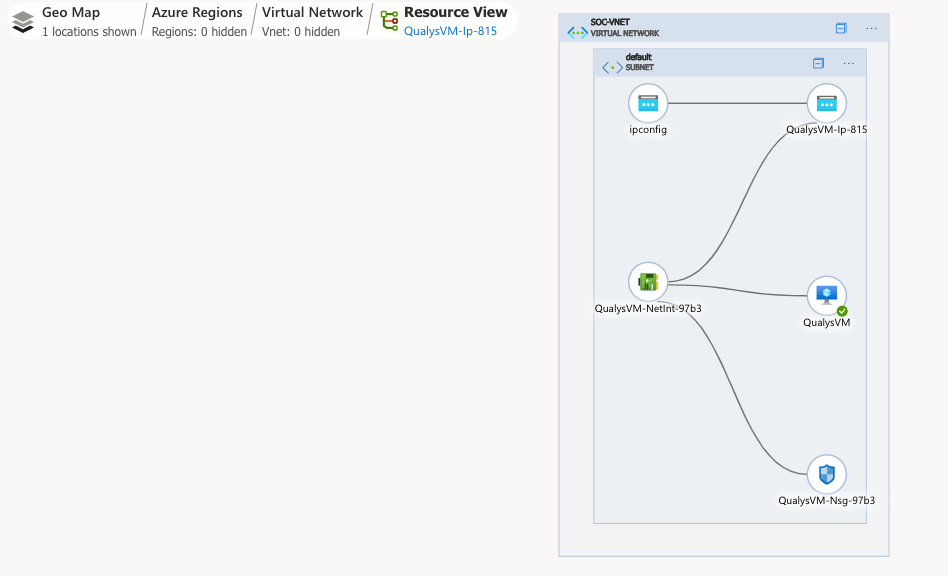 Geo Map
1 locations shown
Azure Regions
Regions: 0 hidden
Virtual Network
Vnet: 0 hidden
Resource View
QualysVM-Ip-815
SOC-VNET
VIRTUAL NETWORK
...
default
SUBNET
...
ipconfig
QualysVM-Ip-815
QualysVM-NetInt-97b3
QualysVM
QualysVM-Nsg-97b3